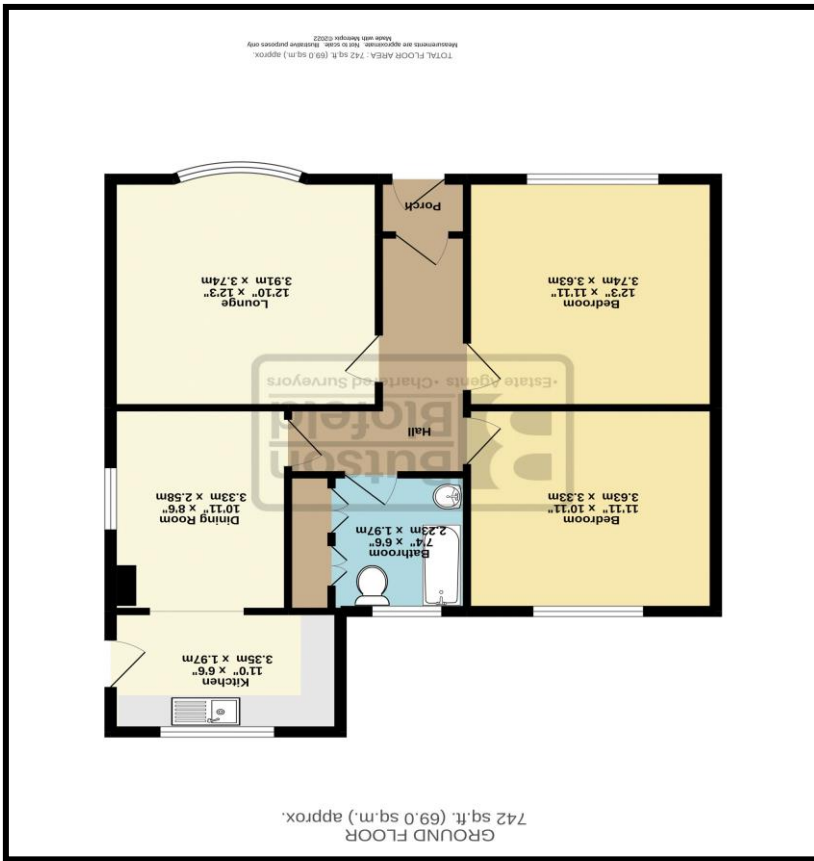 GROUND FLOOR
742 sq.ft. (69.0 sq.m.) approx.
Kitchen
11'0" x 6'6"
3.35m x 1.97m
Bathroom
7'4" x 6'6"
2.23m x 1.97m
Dining Room
10'11" x 8'6"
3.33m x 2.58m
Bedroom
11'11" x 10'11"
3.63m x 3.33m
Hall
Butson
Blofeld
•Estate Agents •Chartered Surveyors
Lounge
12'10" x 12'3"
3.91m x 3.74m
Bedroom
12'3" x 11'11"
3.74m x 3.63m
Porch
TOTAL FLOOR AREA : 742 sq.ft. (69.0 sq.m.) approx.
Measurements are approximate. Not to scale. Illustrative purposes only
Made with Metropix ©2022